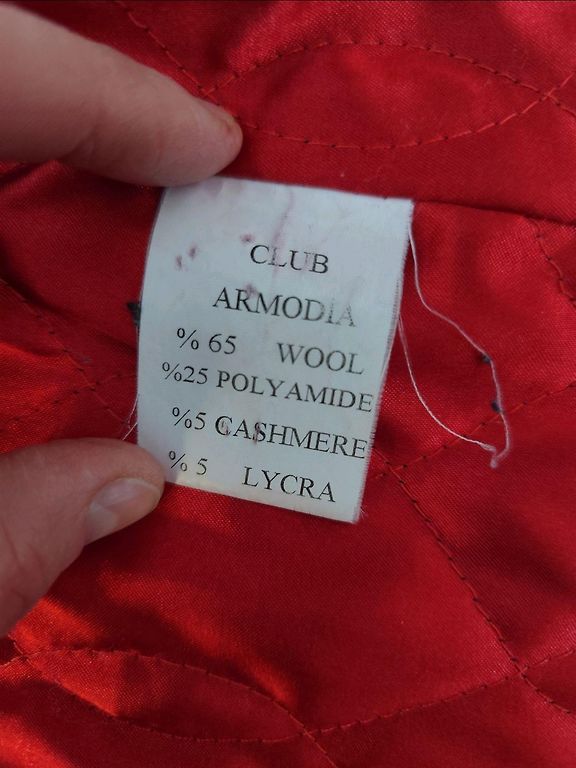 CLUB
ARMODIA
% 65 WOOL
%25 POLYAMIDE
%5 CASHMERE
% 5 LYCRA